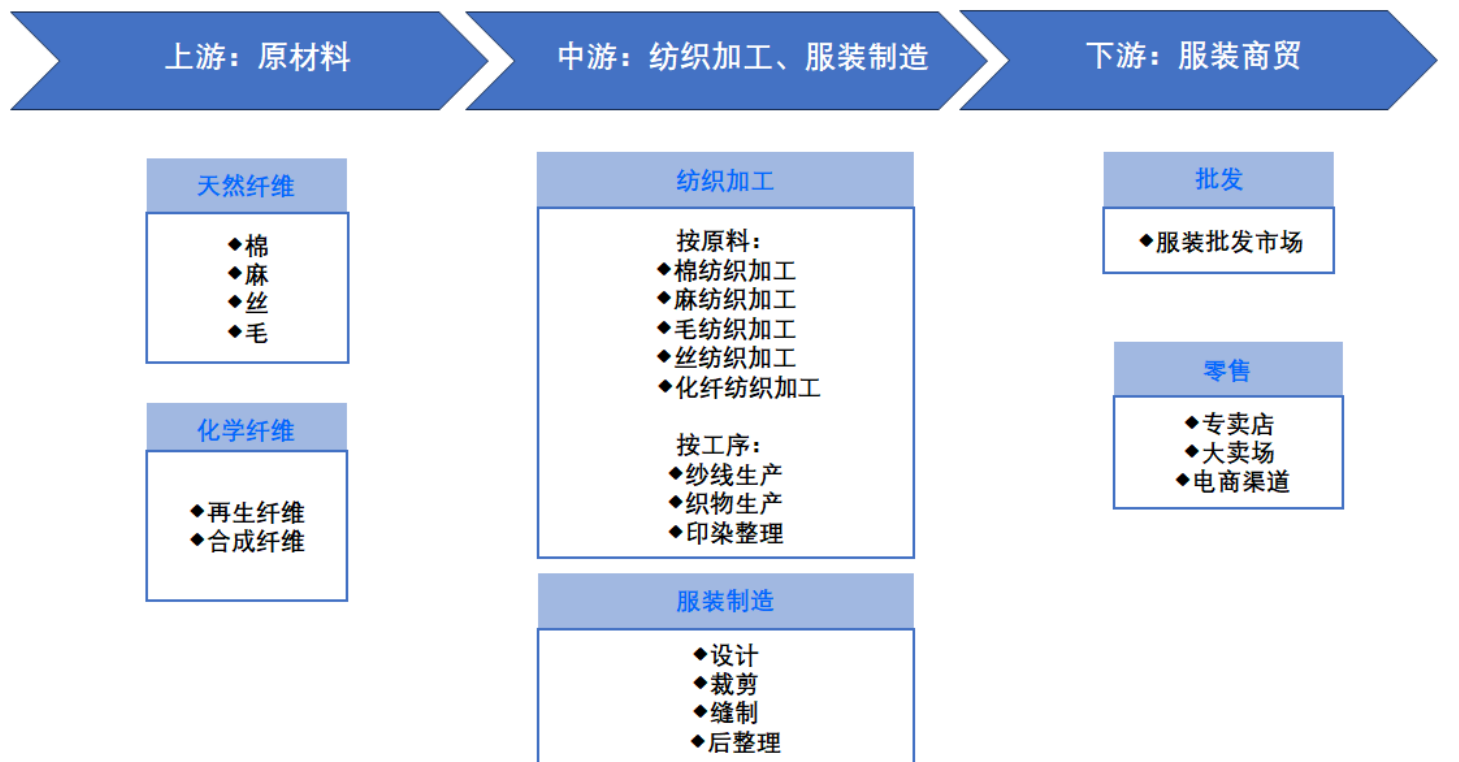 上游：原材料
中游：纺织加工、服装制造
下游：服装商贸
天然纤维
◆棉
◆麻
◆丝
◆毛
化学纤维
◆再生纤维
◆合成纤维
纺织加工
按原料：
◆棉纺织加工
◆麻纺织加工
◆毛纺织加工
◆丝纺织加工
◆化纤纺织加工
按工序：
◆纱线生产
◆织物生产
◆印染整理
服装制造
◆设计
◆裁剪
◆缝制
◆后整理
批发
◆服装批发市场
零售
◆专卖店
◆大卖场
◆电商渠道